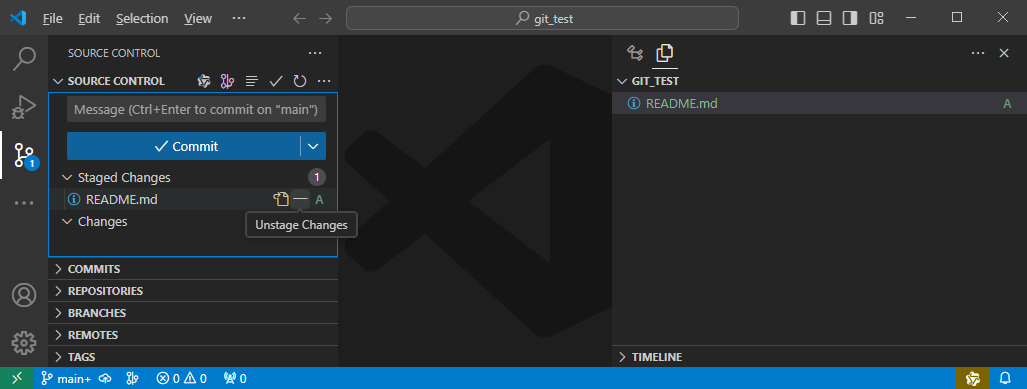 File Edit Selection View ··· git_test
SOURCE CONTROL ···
SOURCE CONTROL ···
GIT_TEST
Message (Ctrl+Enter to commit on "main")
README.md A
Commit
1
Staged Changes 1
README.md A
Changes
Unstage Changes
COMMITS
REPOSITORIES
BRANCHES
REMOTES
TAGS
TIMELINE
main+ 0 0 0